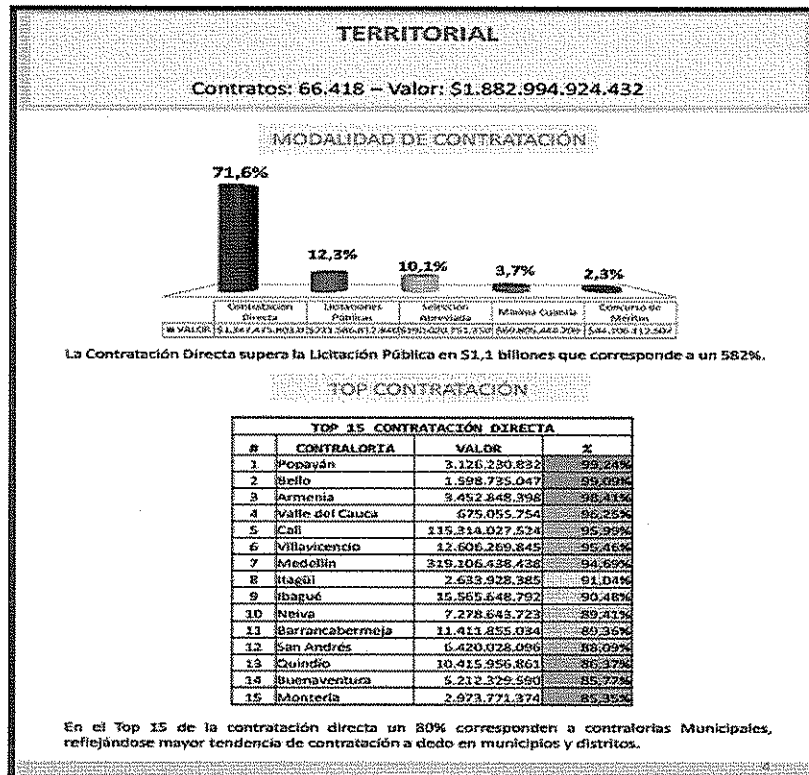 TERRITORIAL
Contratos: 66.418 – Valor: $1.882.994.924.432
MODALIDAD DE CONTRATACIÓN
71,6%
12,3%
10,1%
3,7%
2,3%
Contratación Directa
Licitaciones Públicas
Selección Abreviada
Mínima Cuantía
Concurso de Méritos
VALOR
La Contratación Directa supera la Licitación Pública en $1,1 billones que corresponde a un 582%.
TOP CONTRATACIÓN
TOP 15 CONTRATACIÓN DIRECTA
# CONTRALORIA VALOR %
1 Popayán 3.126.230.832 99,24%
2 Bello 1.598.735.047 99,09%
3 Armenia 3.452.848.398 98,41%
4 Valle del Cauca 675.055.754 96,25%
5 Cali 115.314.027.524 95,99%
6 Villavicencio 12.606.269.845 95,46%
7 Medellín 319.106.438.438 94,69%
8 Itagüí 2.633.928.385 91,04%
9 Ibagué 15.565.648.792 90,48%
10 Neiva 7.278.643.723 89,41%
11 Barrancabermeja 11.411.855.034 89,36%
12 San Andrés 6.420.028.096 88,09%
13 Quindío 10.415.956.861 86,37%
14 Buenaventura 5.212.329.590 85,77%
15 Montería 2.973.771.374 85,35%
En el Top 15 de la contratación directa un 80% corresponden a contralorias Municipales,
reflejándose mayor tendencia de contratación a dedo en municipios y distritos.
4